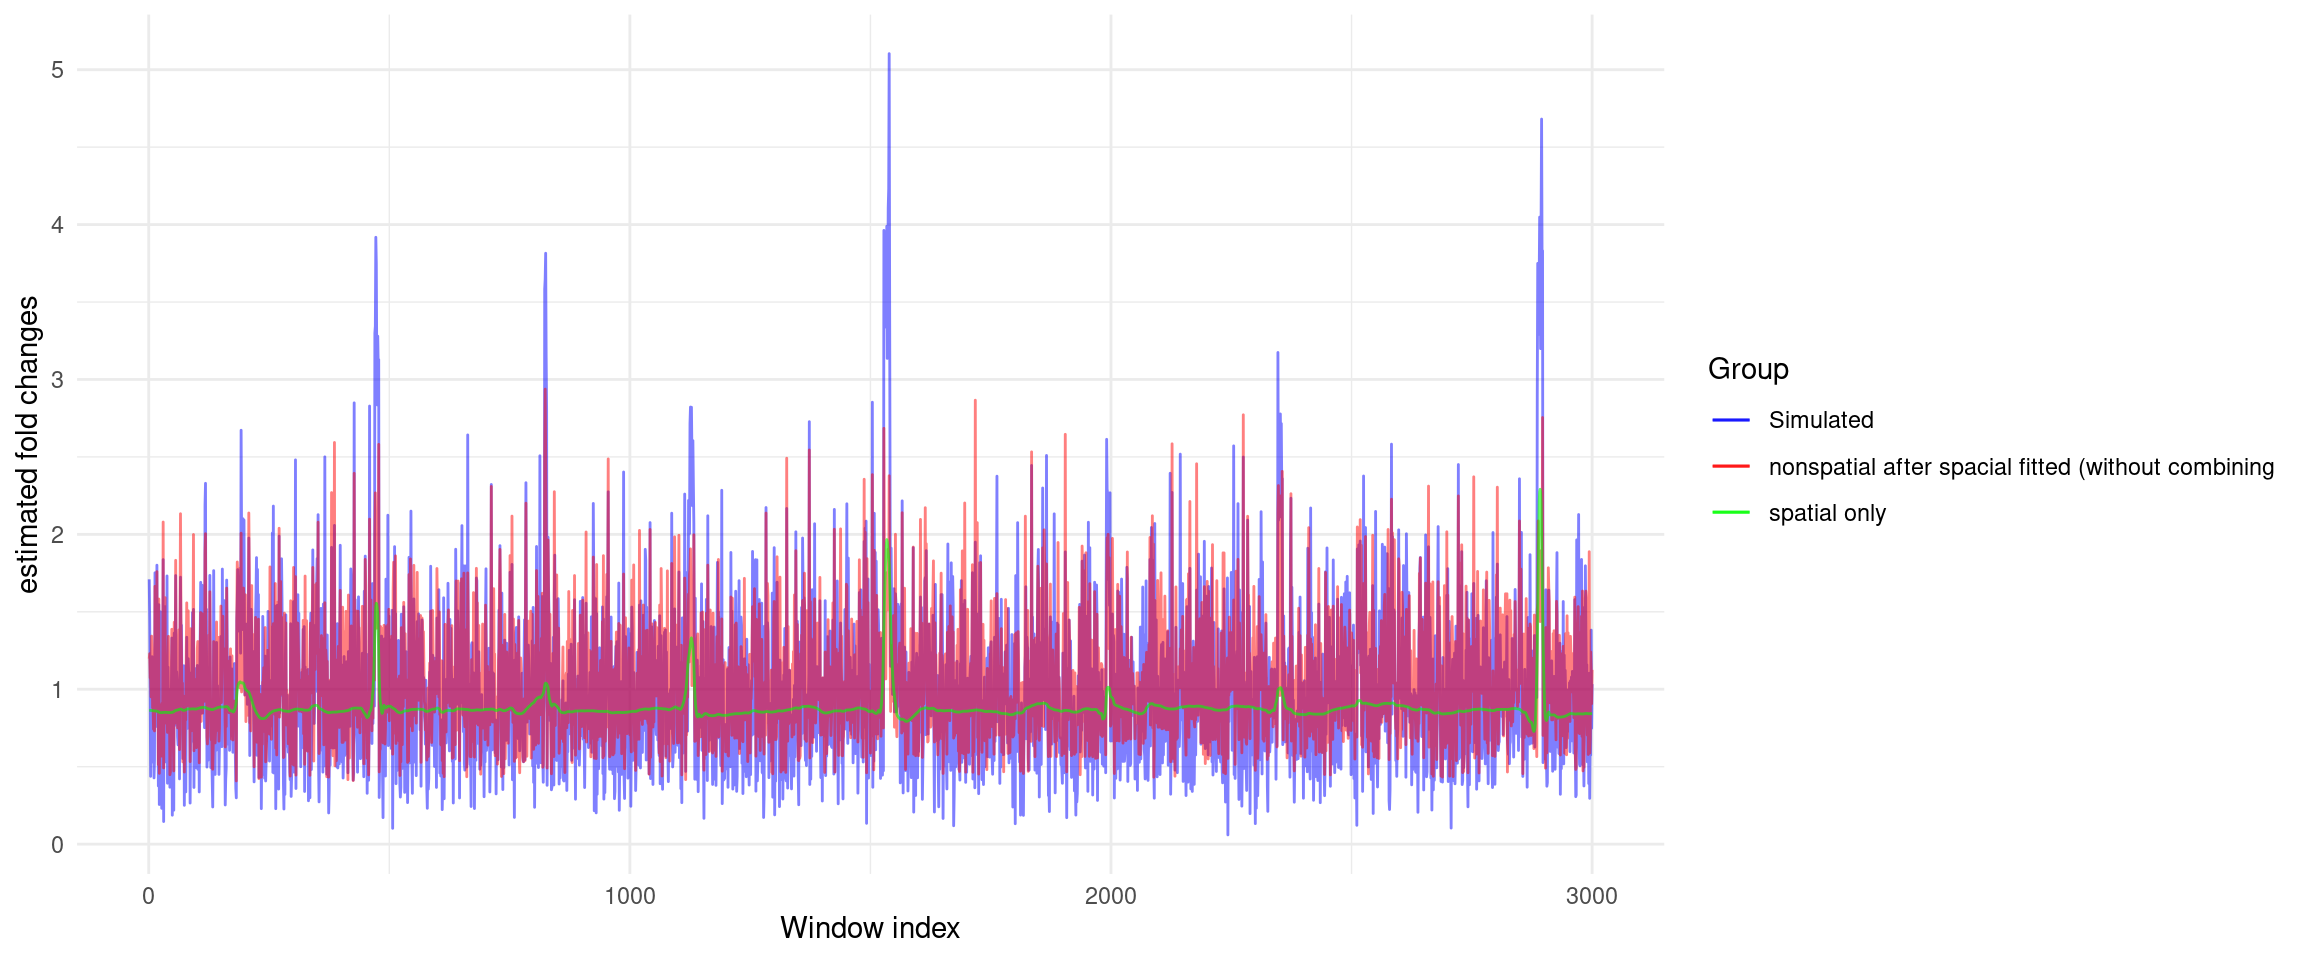 5
4
3
2
1
0
estimated fold changes
0 1000 2000 3000
Window index
Group
Simulated
nonspatial after spacial fitted (without combining
spatial only